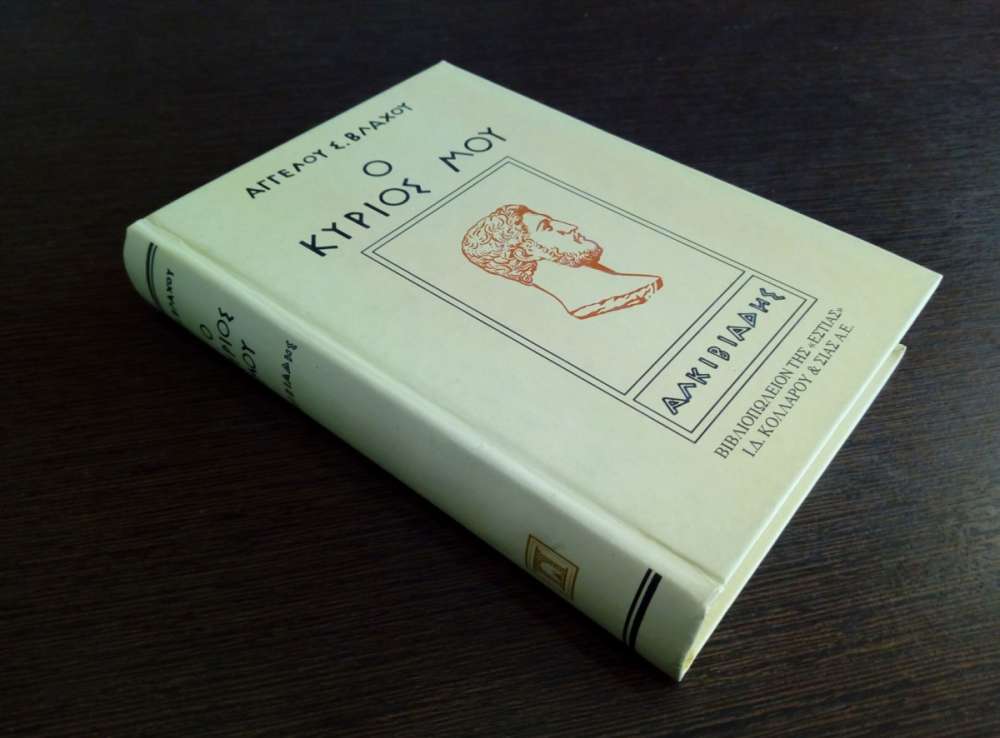 ΑΓΓΕΛΟΥ Σ. ΒΛΑΧΟΥ
Ο
ΚΥΡΙΟΣ ΜΟΥ
ΑΛΚΙΒΙΑΔΗΣ
ΒΙΒΛΙΟΠΩΛΕΙΟΝ ΤΗΣ «ΕΣΤΙΑΣ»
Ι.Δ. ΚΟΛΛΑΡΟΥ & ΣΙΑΣ Α.Ε.
ΒΛΑΧΟΥ
Ο
ΚΥΡΙΟΣ
ΜΟΥ